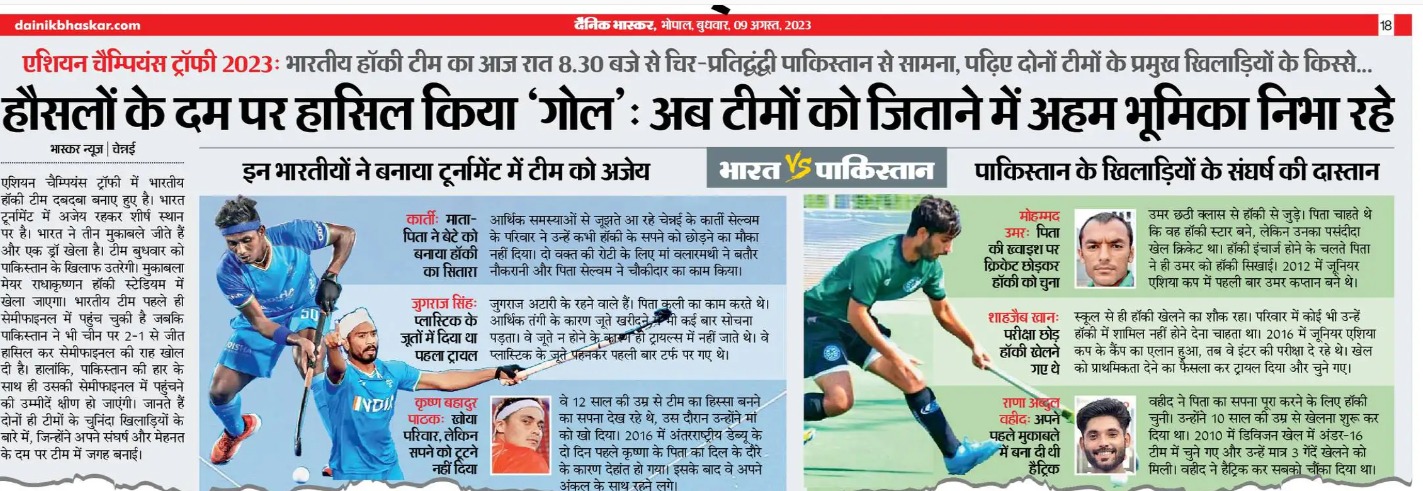 dainikbhaskar.com
दैनिक भास्कर, भोपाल, बुधवार, 09 अगस्त, 2023
18
एशियन चैम्पियंस ट्रॉफी 2023: भारतीय हॉकी टीम का आज रात 8.30 बजे से चिर-प्रतिद्वंद्वी पाकिस्तान से सामना, पढ़िए दोनों टीमों के प्रमुख खिलाड़ियों के किस्से...
हौसलों के दम पर हासिल किया ‘गोल’: अब टीमों को जिताने में अहम भूमिका निभा रहे
भास्कर न्यूज | चेन्नई
एशियन चैम्पियंस ट्रॉफी में भारतीय
हॉकी टीम दबदबा बनाए हुए है। भारत
टूर्नामेंट में अजेय रहकर शीर्ष स्थान
पर है। भारत ने तीन मुकाबले जीते हैं
और एक ड्रॉ खेला है। टीम बुधवार को
पाकिस्तान के खिलाफ उतरेगी। मुकाबला
मेयर राधाकृष्णन हॉकी स्टेडियम में
खेला जाएगा। भारतीय टीम पहले ही
सेमीफाइनल में पहुंच चुकी है जबकि
पाकिस्तान ने भी चीन पर 2-1 से जीत
हासिल कर सेमीफाइनल की राह खोल
दी है। हालांकि, पाकिस्तान की हार के
साथ ही उसकी सेमीफाइनल में पहुंचने
की उम्मीदें क्षीण हो जाएंगी। जानते हैं
दोनों ही टीमों के चुनिंदा खिलाड़ियों के
बारे में, जिन्होंने अपने संघर्ष और मेहनत
के दम पर टीम में जगह बनाई।
इन भारतीयों ने बनाया टूर्नामेंट में टीम को अजेय
भारत VS पाकिस्तान
पाकिस्तान के खिलाड़ियों के संघर्ष की दास्तान
कार्ती: माता-
पिता ने बेटे को
बनाया हॉकी
का सितारा
आर्थिक समस्याओं से जूझते आ रहे चेन्नई के कार्ती सेल्वम
के परिवार ने उन्हें कभी हॉकी के सपने को छोड़ने का मौका
नहीं दिया। दो वक्त की रोटी के लिए मां वलारमथी ने बतौर
नौकरानी और पिता सेल्वम ने चौकीदार का काम किया।
जुगराज सिंह:
प्लास्टिक के
जूतों में दिया था
पहला ट्रायल
जुगराज अटारी के रहने वाले हैं। पिता कुली का काम करते थे।
आर्थिक तंगी के कारण जूते खरीदने में भी कई बार सोचना
पड़ता। वे जूते न होने के कारण ही ट्रायल्स में नहीं जाते थे। वे
प्लास्टिक के जूते पहनकर पहली बार टर्फ पर गए थे।
INDIA
कृष्ण बहादुर
पाठक: खोया
परिवार, लेकिन
सपने को टूटने
नहीं दिया
वे 12 साल की उम्र से टीम का हिस्सा बनने
का सपना देख रहे थे, उस दौरान उन्होंने मां
को खो दिया। 2016 में अंतरराष्ट्रीय डेब्यू के
दो दिन पहले कृष्णा के पिता का दिल के दौरे
के कारण देहांत हो गया। इसके बाद वे अपने
अंकल के साथ रहने लगे।
मोहम्मद
उमर: पिता
की ख्वाइश पर
क्रिकेट छोड़कर
हॉकी को चुना
उमर छठी क्लास से हॉकी से जुड़े। पिता चाहते थे
कि वह हॉकी स्टार बने, लेकिन उनका पसंदीदा
खेल क्रिकेट था। हॉकी इंचार्ज होने के चलते पिता
ने ही उमर को हॉकी सिखाई। 2012 में जूनियर
एशिया कप में पहली बार उमर कप्तान बने थे।
शाहजैब खान:
परीक्षा छोड़
हॉकी खेलने
गए थे
स्कूल से ही हॉकी खेलने का शौक रहा। परिवार में कोई भी उन्हें
हॉकी में शामिल नहीं होने देना चाहता था। 2016 में जूनियर एशिया
कप के कैंप का एलान हुआ, तब वे इंटर की परीक्षा दे रहे थे। खेल
को प्राथमिकता देने का फैसला कर ट्रायल दिया और चुने गए।
राणा अब्दुल
वहीद: अपने
पहले मुकाबले
में बना दी थी
हैट्रिक
वहीद ने पिता का सपना पूरा करने के लिए हॉकी
चुनी। उन्होंने 10 साल की उम्र से खेलना शुरू कर
दिया था। 2010 में डिविजन खेल में अंडर-16
टीम में चुने गए और उन्हें मात्र 3 गेंदें खेलने को
मिली। वहीद ने हैट्रिक कर सबको चौंका दिया था।